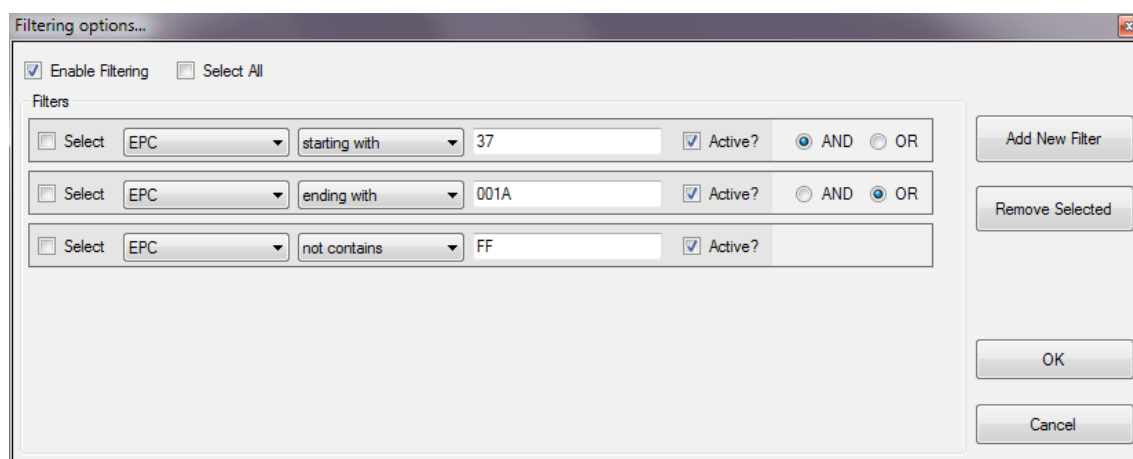 Filtering options...
Enable Filtering Select All
Filters
Select EPC starting with 37 Active? AND OR
Add New Filter
Select EPC ending with 001A Active? AND OR
Remove Selected
Select EPC not contains FF Active?
OK
Cancel